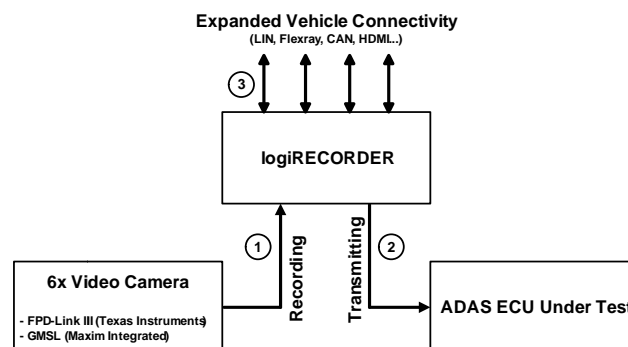 Expanded Vehicle Connectivity
(LIN, Flexray, CAN, HDMI..)
3
logiRECORDER
1
Recording
Transmitting
2
6x Video Camera
- FPD-Link III (Texas Instruments)
- GMSL (Maxim Integrated)
ADAS ECU Under Test